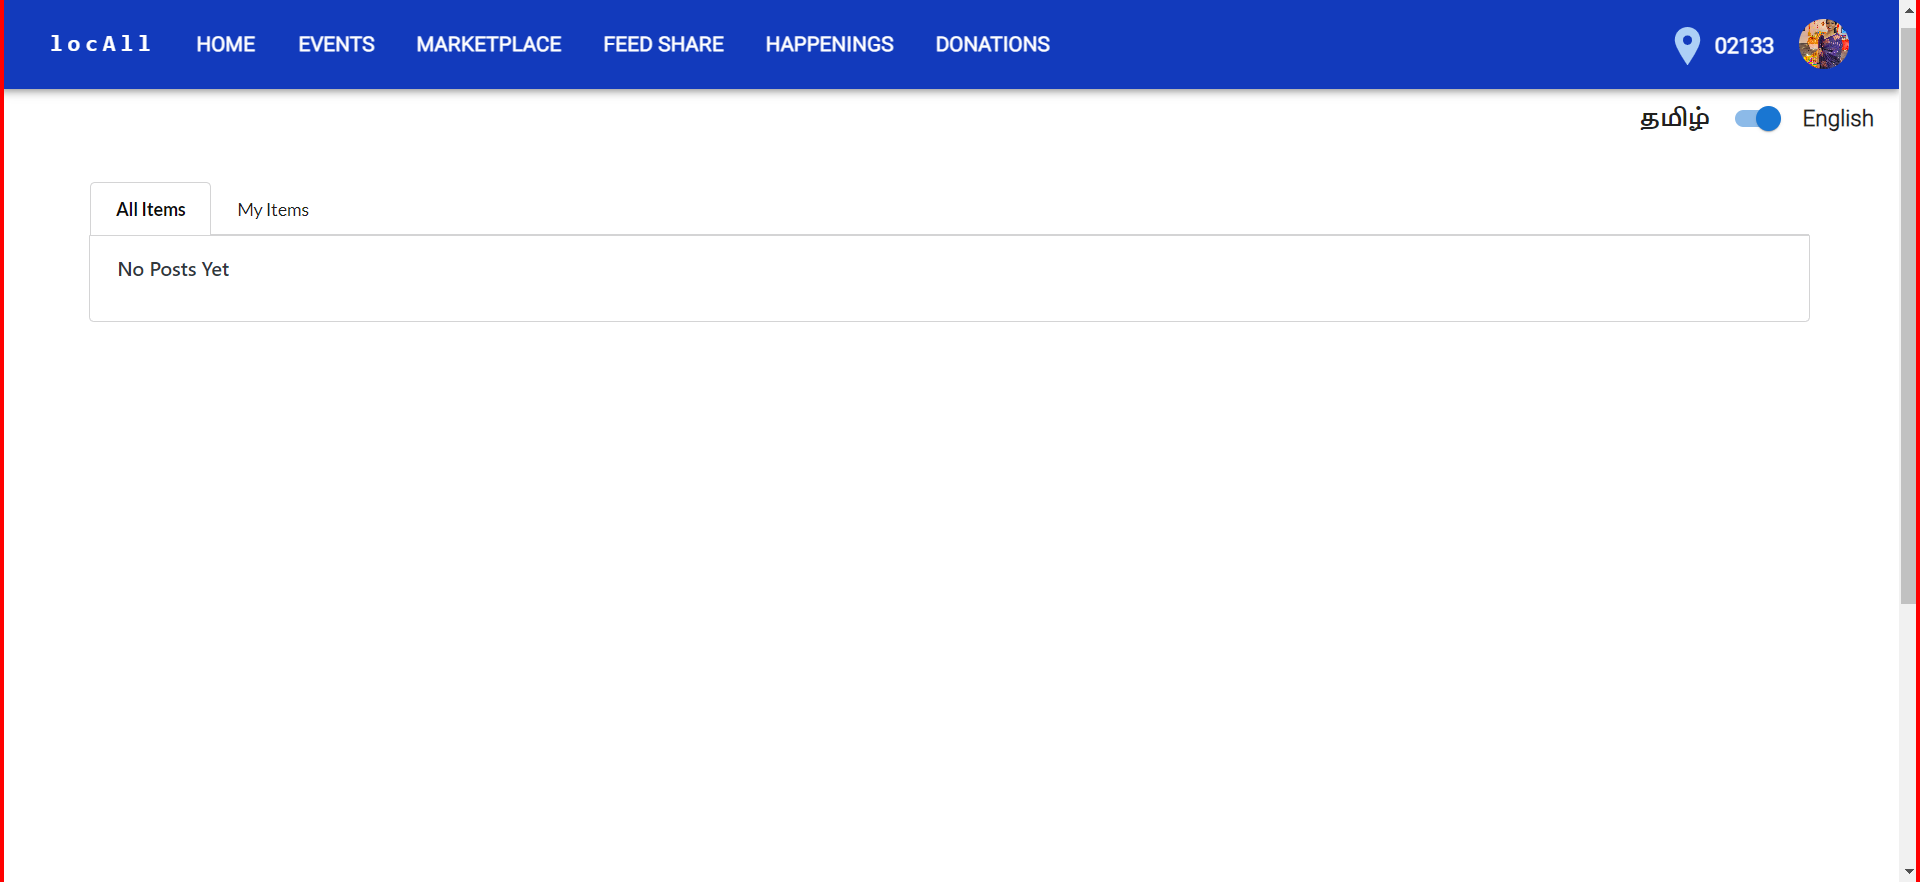 locAll HOME EVENTS MARKETPLACE FEED SHARE HAPPENINGS DONATIONS 02133
தமிழ் English
All Items My Items
No Posts Yet